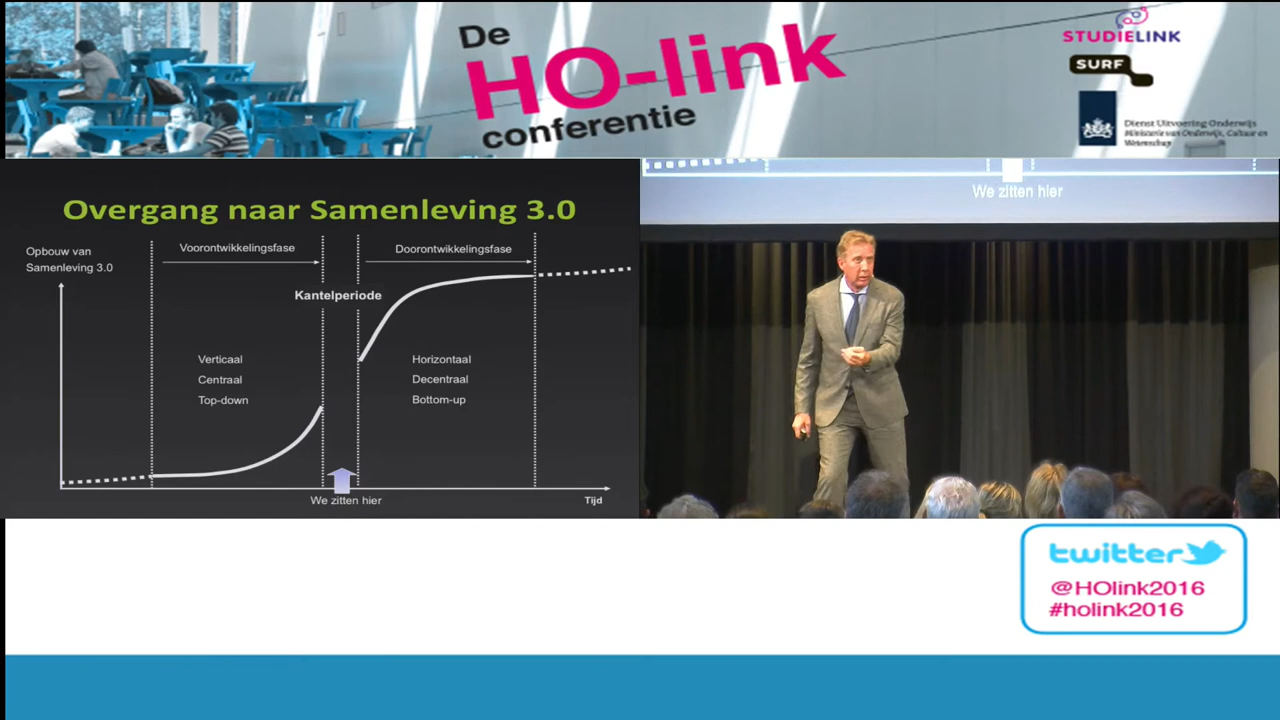 De
HO-link
conferentie
STUDIELINK
SURF
Dienst Uitvoering Onderwijs
Ministerie van Onderwijs, Cultuur en
Wetenschap
Overgang naar Samenleving 3.0
Opbouw van
Samenleving 3.0
Voorontwikkelingsfase
Doorontwikkelingsfase
Kantelperiode
Verticaal
Centraal
Top-down
Horizontaal
Decentraal
Bottom-up
We zitten hier
Tijd
We zitten hier
twitter
@HOlink2016
#holink2016